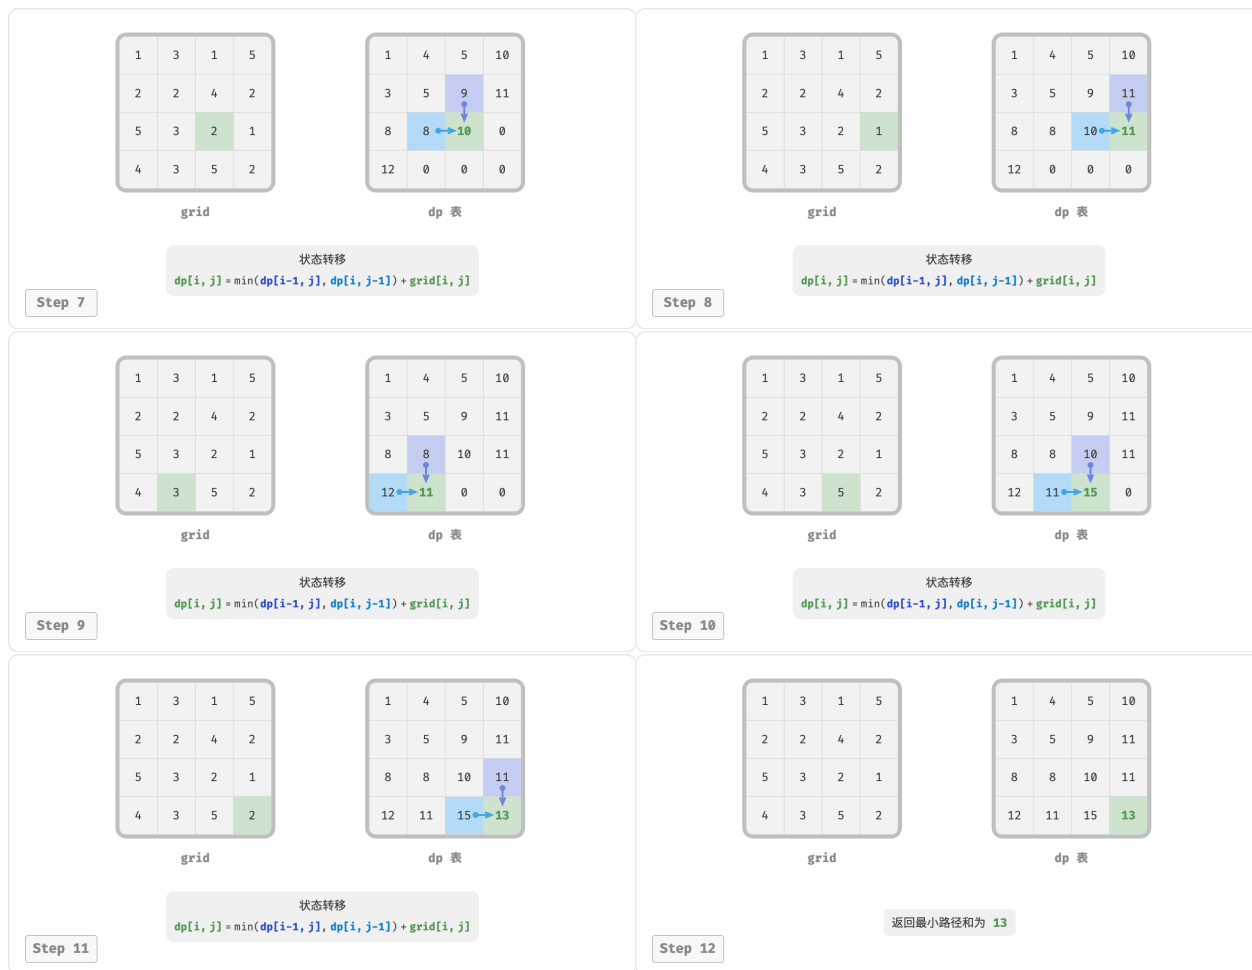 1 3 1 5
2 2 4 2
5 3 2 1
4 3 5 2
grid
1 4 5 10
3 5 9 11
8 8 10 0
12 0 0 0
dp 表
状态转移
dp[i, j] = min(dp[i-1, j], dp[i, j-1]) + grid[i, j]
Step 7
1 3 1 5
2 2 4 2
5 3 2 1
4 3 5 2
grid
1 4 5 10
3 5 9 11
8 8 10 11
12 0 0 0
dp 表
状态转移
dp[i, j] = min(dp[i-1, j], dp[i, j-1]) + grid[i, j]
Step 8
1 3 1 5
2 2 4 2
5 3 2 1
4 3 5 2
grid
1 4 5 10
3 5 9 11
8 8 10 11
12 11 0 0
dp 表
状态转移
dp[i, j] = min(dp[i-1, j], dp[i, j-1]) + grid[i, j]
Step 9
1 3 1 5
2 2 4 2
5 3 2 1
4 3 5 2
grid
1 4 5 10
3 5 9 11
8 8 10 11
12 11 15 0
dp 表
状态转移
dp[i, j] = min(dp[i-1, j], dp[i, j-1]) + grid[i, j]
Step 10
1 3 1 5
2 2 4 2
5 3 2 1
4 3 5 2
grid
1 4 5 10
3 5 9 11
8 8 10 11
12 11 15 13
dp 表
状态转移
dp[i, j] = min(dp[i-1, j], dp[i, j-1]) + grid[i, j]
Step 11
1 3 1 5
2 2 4 2
5 3 2 1
4 3 5 2
grid
1 4 5 10
3 5 9 11
8 8 10 11
12 11 15 13
dp 表
返回最小路径和为 13
Step 12